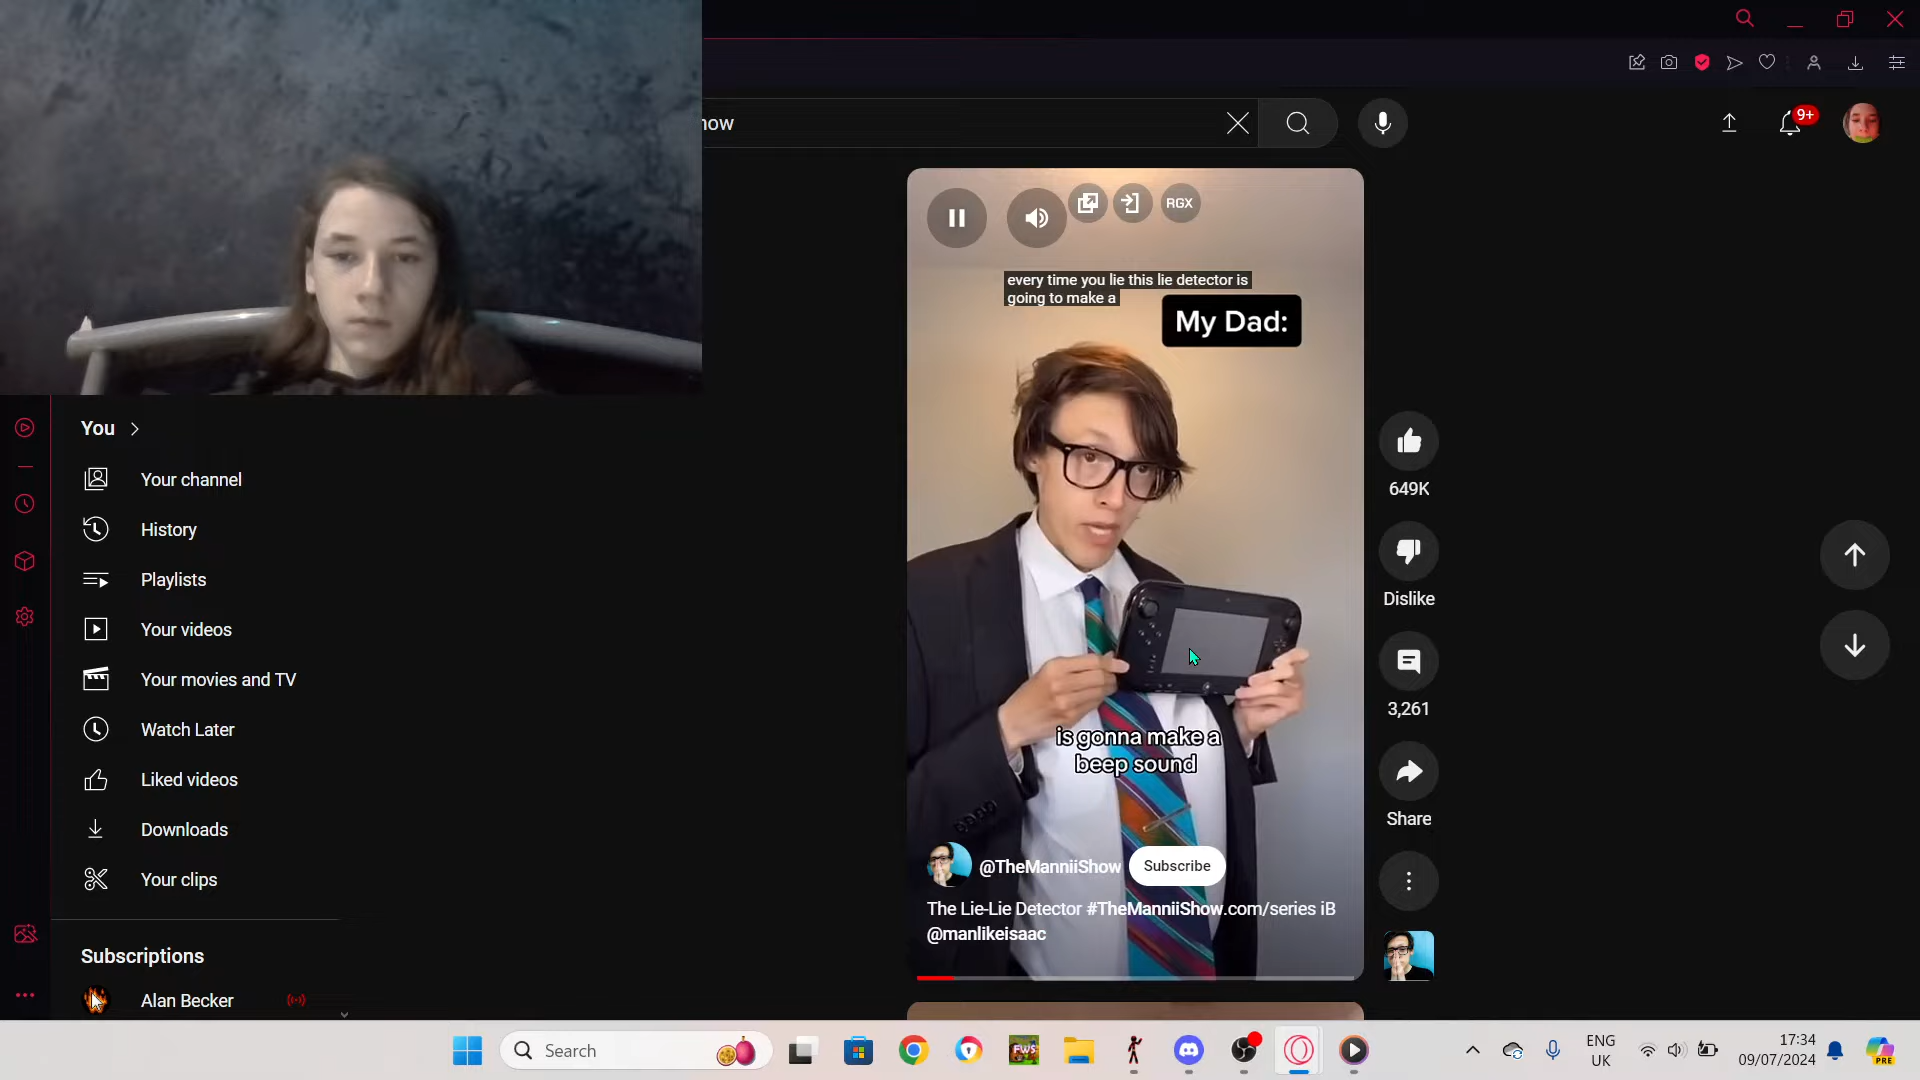 now
9+
RGX
every time you lie this lie detector is
going to make a
My Dad:
is gonna make a
beep sound
@TheManniiShow
Subscribe
The Lie-Lie Detector #TheManniiShow.com/series iB
@manlikeisaac
649K
Dislike
3,261
Share
You
Your channel
History
Playlists
Your videos
Your movies and TV
Watch Later
Liked videos
Downloads
Your clips
Subscriptions
Alan Becker
Search
FWS
ENG
UK
17:34
09/07/2024
PRE